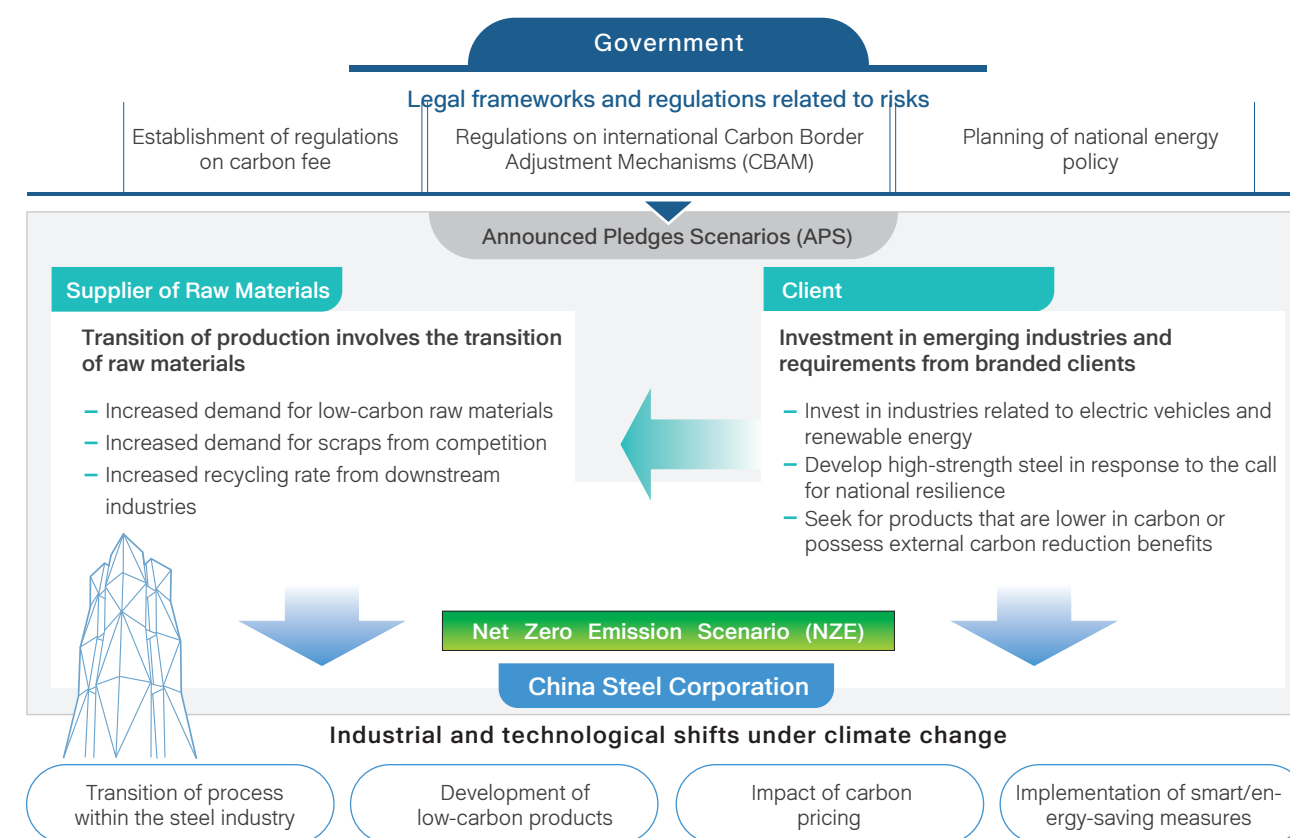 Government
Legal frameworks and regulations related to risks
Establishment of regulations
on carbon fee
Regulations on international Carbon Border
Adjustment Mechanisms (CBAM)
Planning of national energy
policy
Announced Pledges Scenarios (APS)
Supplier of Raw Materials
Transition of production involves the transition
of raw materials
– Increased demand for low-carbon raw materials
– Increased demand for scraps from competition
– Increased recycling rate from downstream
industries
Client
Investment in emerging industries and
requirements from branded clients
– Invest in industries related to electric vehicles and
renewable energy
– Develop high-strength steel in response to the call
for national resilience
– Seek for products that are lower in carbon or
possess external carbon reduction benefits
Net Zero Emission Scenario (NZE)
China Steel Corporation
Industrial and technological shifts under climate change
Transition of process
within the steel industry
Development of
low-carbon products
Impact of carbon
pricing
Implementation of smart/en-
ergy-saving measures